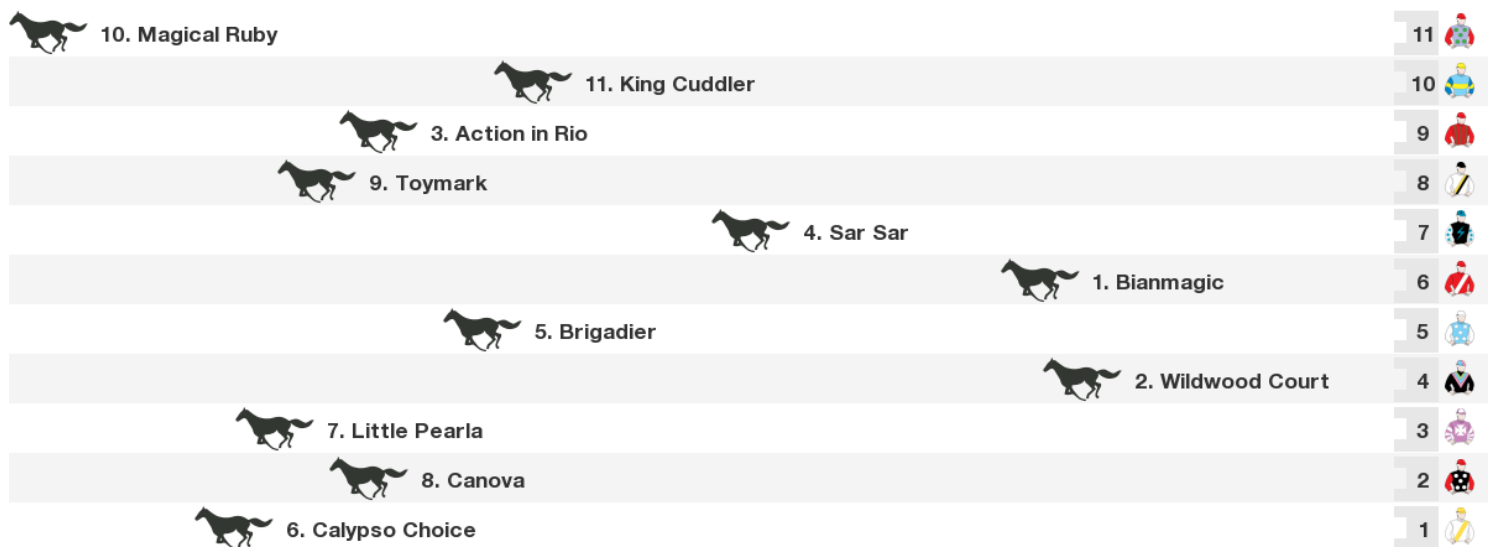 10. Magical Ruby 11
11. King Cuddler 10
3. Action in Rio 9
9. Toymark 8
4. Sar Sar 7
1. Bianmagic 6
5. Brigadier 5
2. Wildwood Court 4
7. Little Pearla 3
8. Canova 2
6. Calypso Choice 1